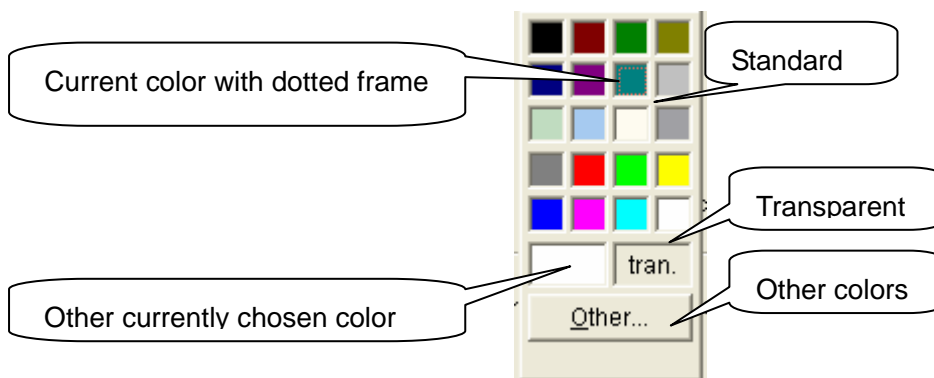 Standard
Current color with dotted frame
Transparent
tran.
Other colors
Other currently chosen color
Other...